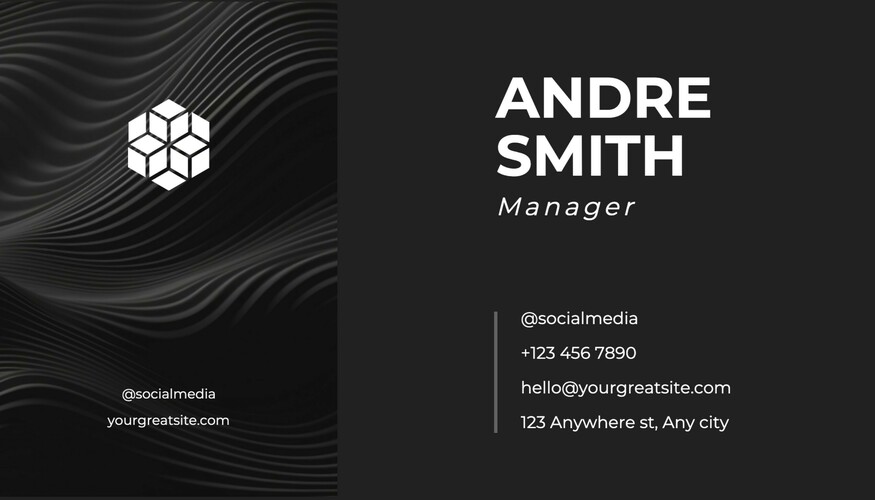 @socialmedia
yourgreatsite.com
ANDRE
SMITH
Manager
@socialmedia
+123 456 7890
hello@yourgreatsite.com
123 Anywhere st, Any city